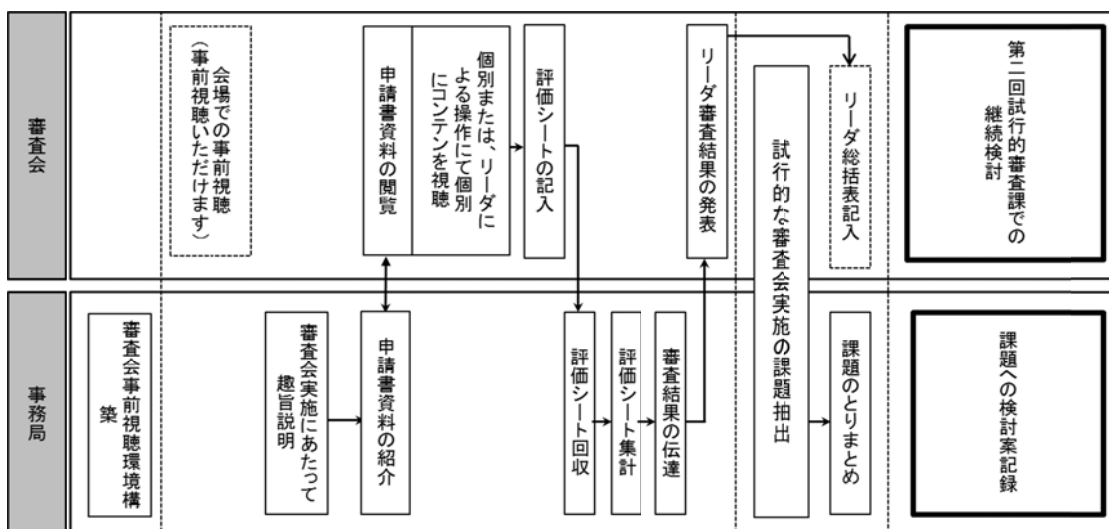 審査会
会場での事前視聴
（事前視聴いただけます）
申請書資料の閲覧
個別または、リーダに
よる操作にて個別
にコンテンを視聴
評価シートの記入
リーダ審査結果の発表
試行的な審査会実施の課題抽出
リーダ総括表記入
第二回試行的審査課での
継続検討
事務局
審査会事前視聴環境構
築
審査会実施にあたって
趣旨説明
申請書資料の紹介
評価シート回収
評価シート集計
審査結果の伝達
課題のとりまとめ
課題への検討案記録